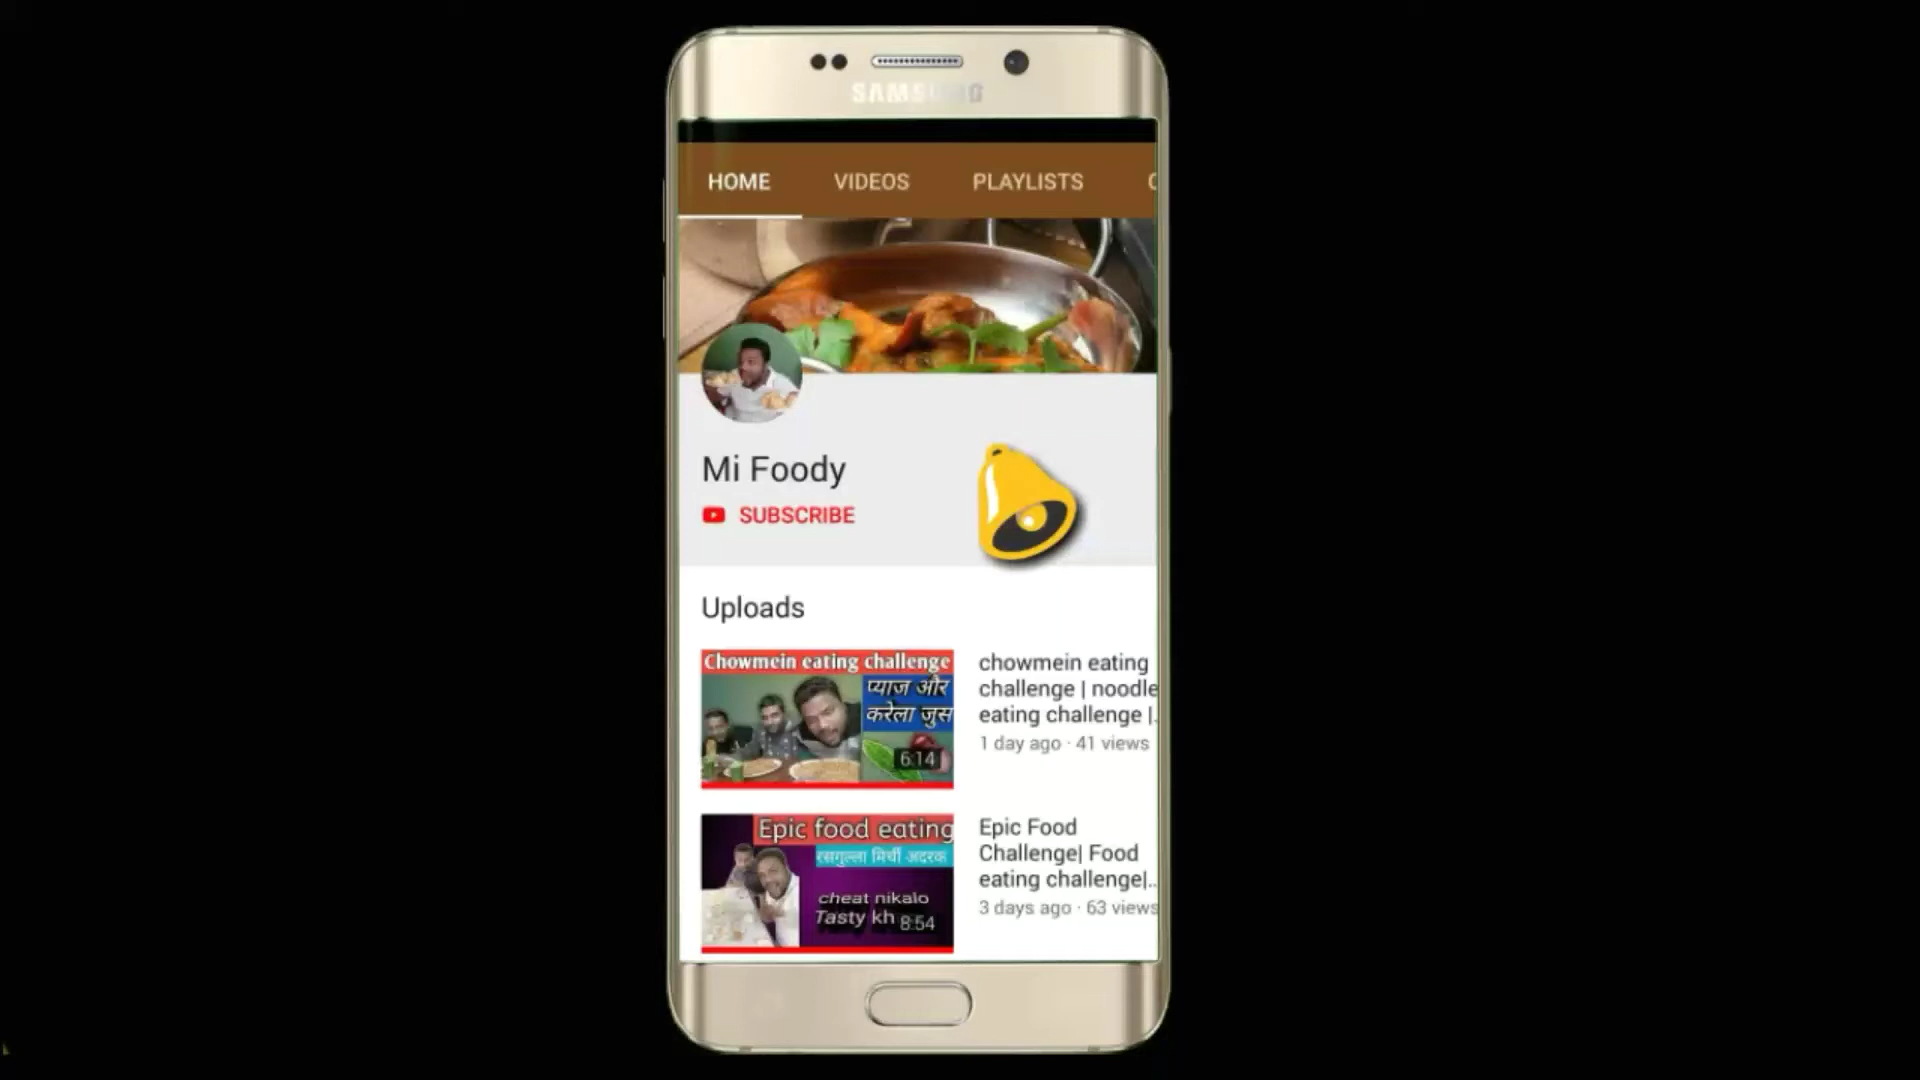 SAMSUNG
HOME
VIDEOS
PLAYLISTS
Mi Foody
SUBSCRIBE
Uploads
Chowmein eating challenge
प्याज और
करेला जुस
6:14
chowmein eating
challenge | noodle
eating challenge |.
1 day ago · 41 views
Epic food eating
रसगुल्ला मिर्ची अदरक
cheat nikalo
Tasty kh
8:54
Epic Food
Challenge| Food
eating challenge|..
3 days ago · 63 views